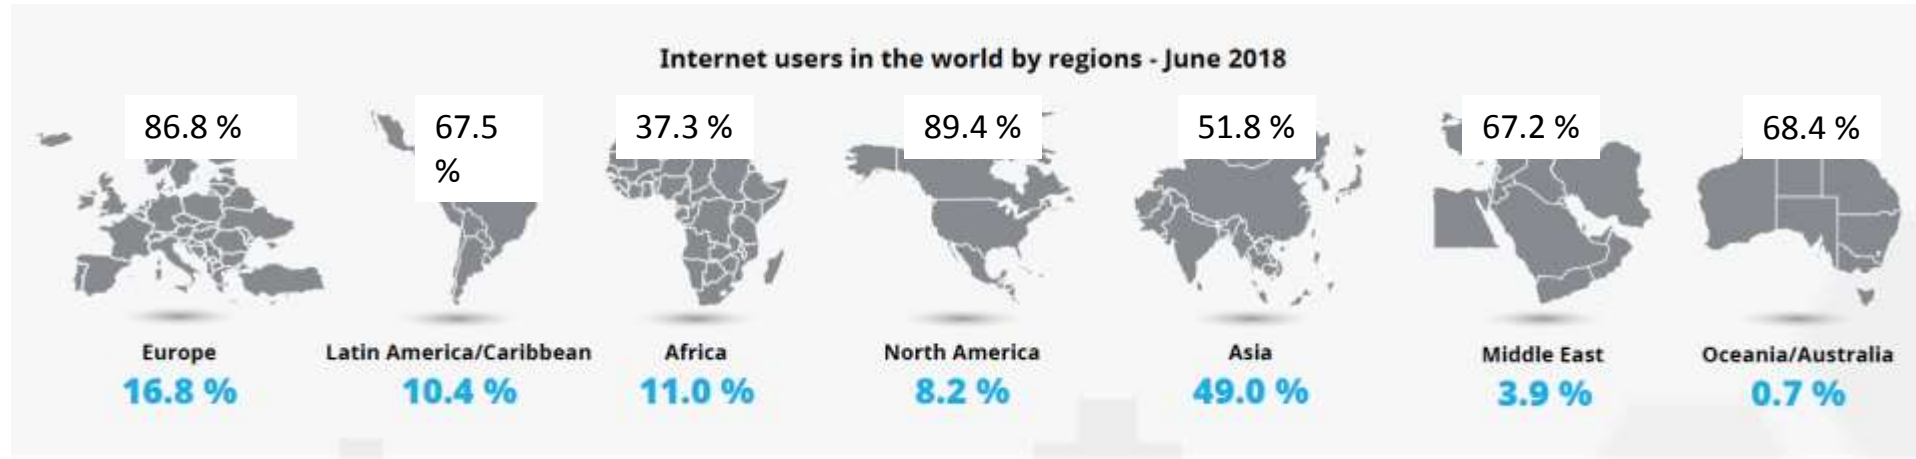 Internet users in the world by regions - June 2018
86.8 %
67.5
%
37.3 %
89.4 %
51.8 %
67.2 %
68.4 %
Europe
Latin America/Caribbean
Africa
North America
Asia
Middle East
Oceania/Australia
16.8 %
10.4 %
11.0 %
8.2 %
49.0 %
3.9 %
0.7 %